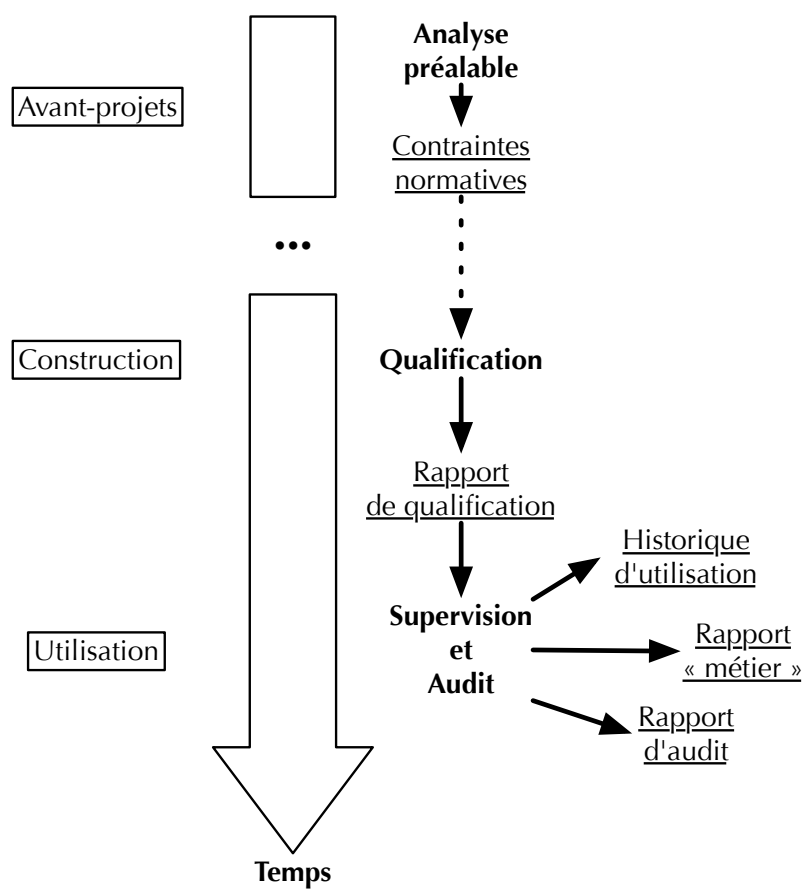 Analyse
préalable
Avant-projets
Contraintes
normatives
...
Construction
Qualification
Rapport
de qualification
Historique
d'utilisation
Supervision
et
Audit
Utilisation
Rapport
« métier »
Rapport
d'audit
Temps